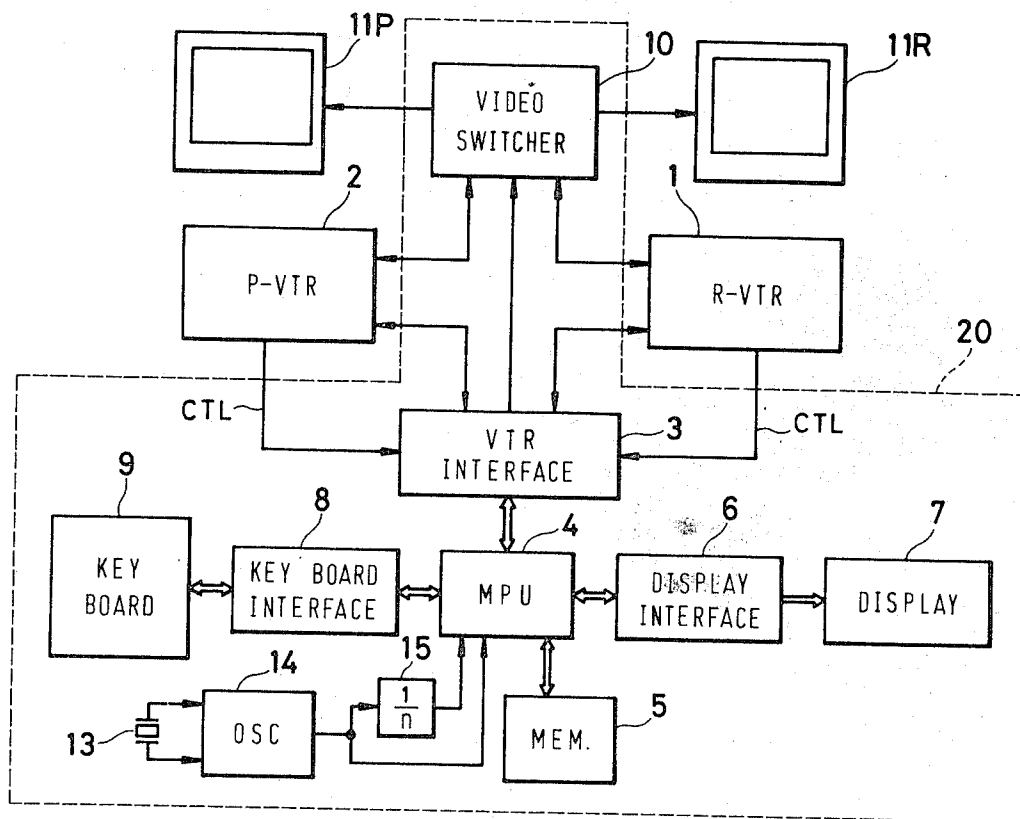 11P
10
11R
VIDEO
SWITCHER
2
1
P-VTR
R-VTR
20
CTL
CTL
3
VTR
INTERFACE
9
8
4
6
7
KEY
BOARD
KEY BOARD
INTERFACE
MPU
DISPLAY
INTERFACE
DISPLAY
14
15
1
n
5
13
OSC
MEM.